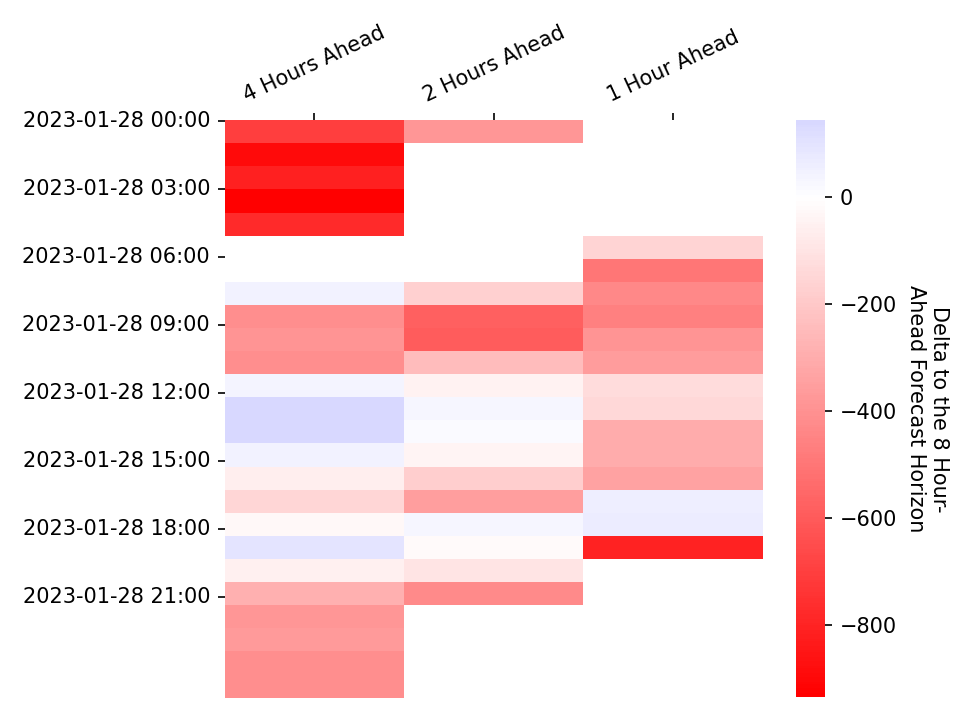 4 Hours Ahead
2 Hours Ahead
1 Hour Ahead
2023-01-28 00:00
2023-01-28 03:00
2023-01-28 06:00
2023-01-28 09:00
2023-01-28 12:00
2023-01-28 15:00
2023-01-28 18:00
2023-01-28 21:00
0
−200
−400
−600
−800
Delta to the 8 Hour-
Ahead Forecast Horizon